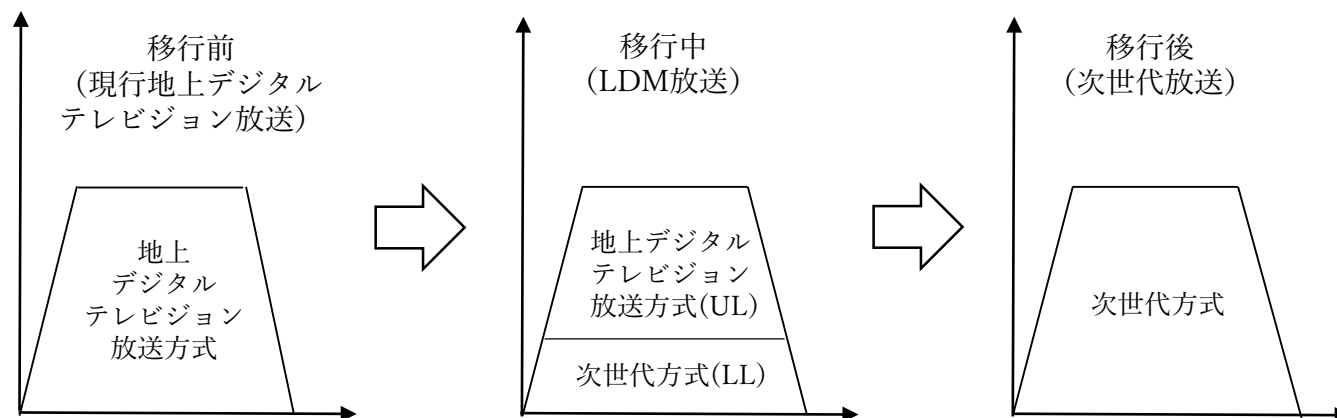 移行前
（現行地上デジタル
テレビジョン放送）
地上
デジタル
テレビジョン
放送方式
移行中
（LDM放送）
地上デジタル
テレビジョン
放送方式(UL)
次世代方式(LL)
移行後
（次世代放送）
次世代方式